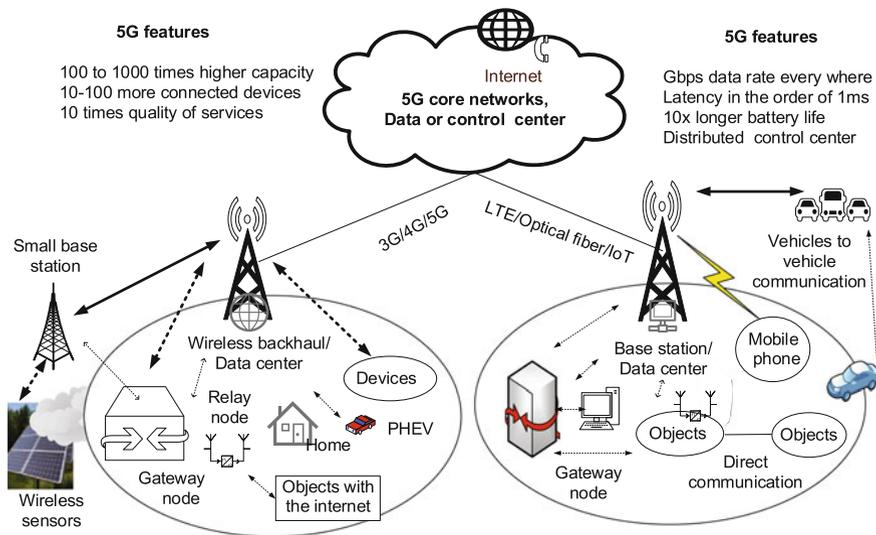 5G features
100 to 1000 times higher capacity
10-100 more connected devices
10 times quality of services
Internet
5G core networks,
Data or control center
5G features
Gbps data rate every where
Latency in the order of 1ms
10x longer battery life
Distributed control center
3G/4G/5G
LTE/Optical fiber/IoT
Small base
station
Vehicles to
vehicle
communication
Wireless backhaul/
Data center
Devices
Relay
node
Home
PHEV
Gateway
node
Objects with
the internet
Wireless
sensors
Base station/
Data center
Mobile
phone
Objects
Objects
Gateway
node
Direct
communication